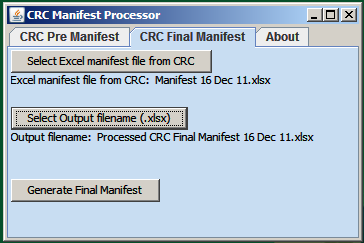 CRC Manifest Processor
CRC Pre Manifest CRC Final Manifest About
Select Excel manifest file from CRC
Excel manifest file from CRC: Manifest 16 Dec 11.xlsx
Select Output filename (.xlsx)
Output filename: Processed CRC Final Manifest 16 Dec 11.xlsx
Generate Final Manifest